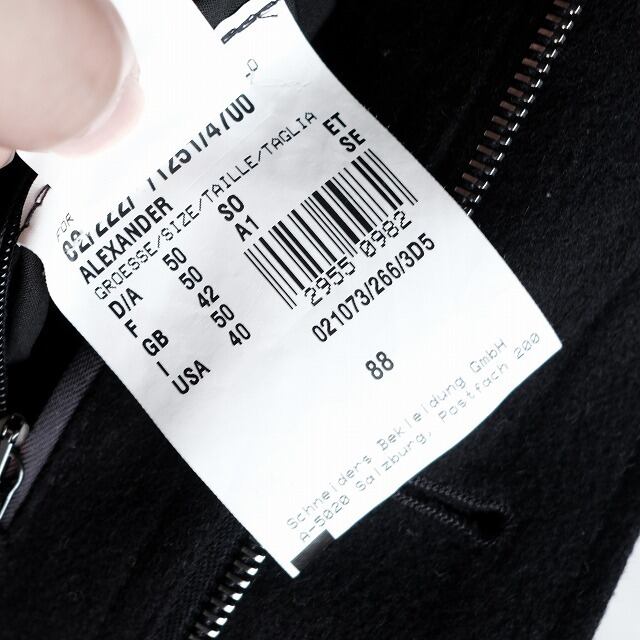 FOR
ALEXANDER SO ET
GROESSE/SIZE/TAILLE/TAGLIA
D/A 50 A1 SE
F 50
GB 42
I 50
USA 40
2955 0982
021073/266/3D5
88
Schneiders Bekleidung GmbH
A-5020 Salzburg, Postfach 200